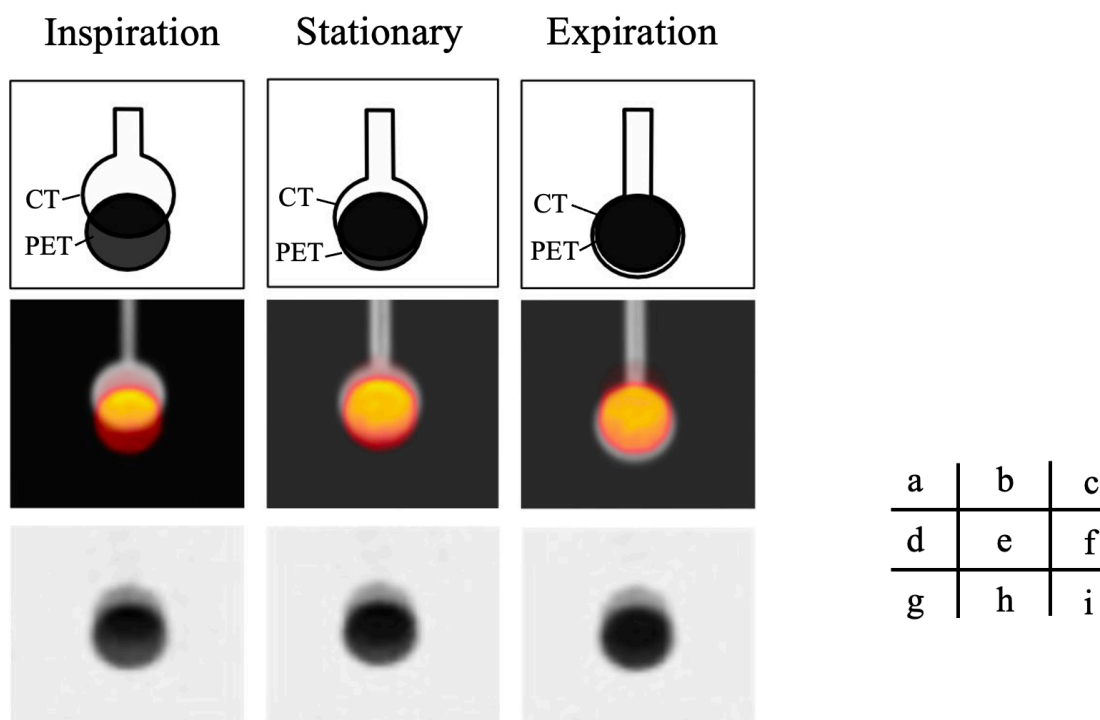 Inspiration Stationary Expiration
CT CT CT
PET PET PET
a b c
d e f
g h i